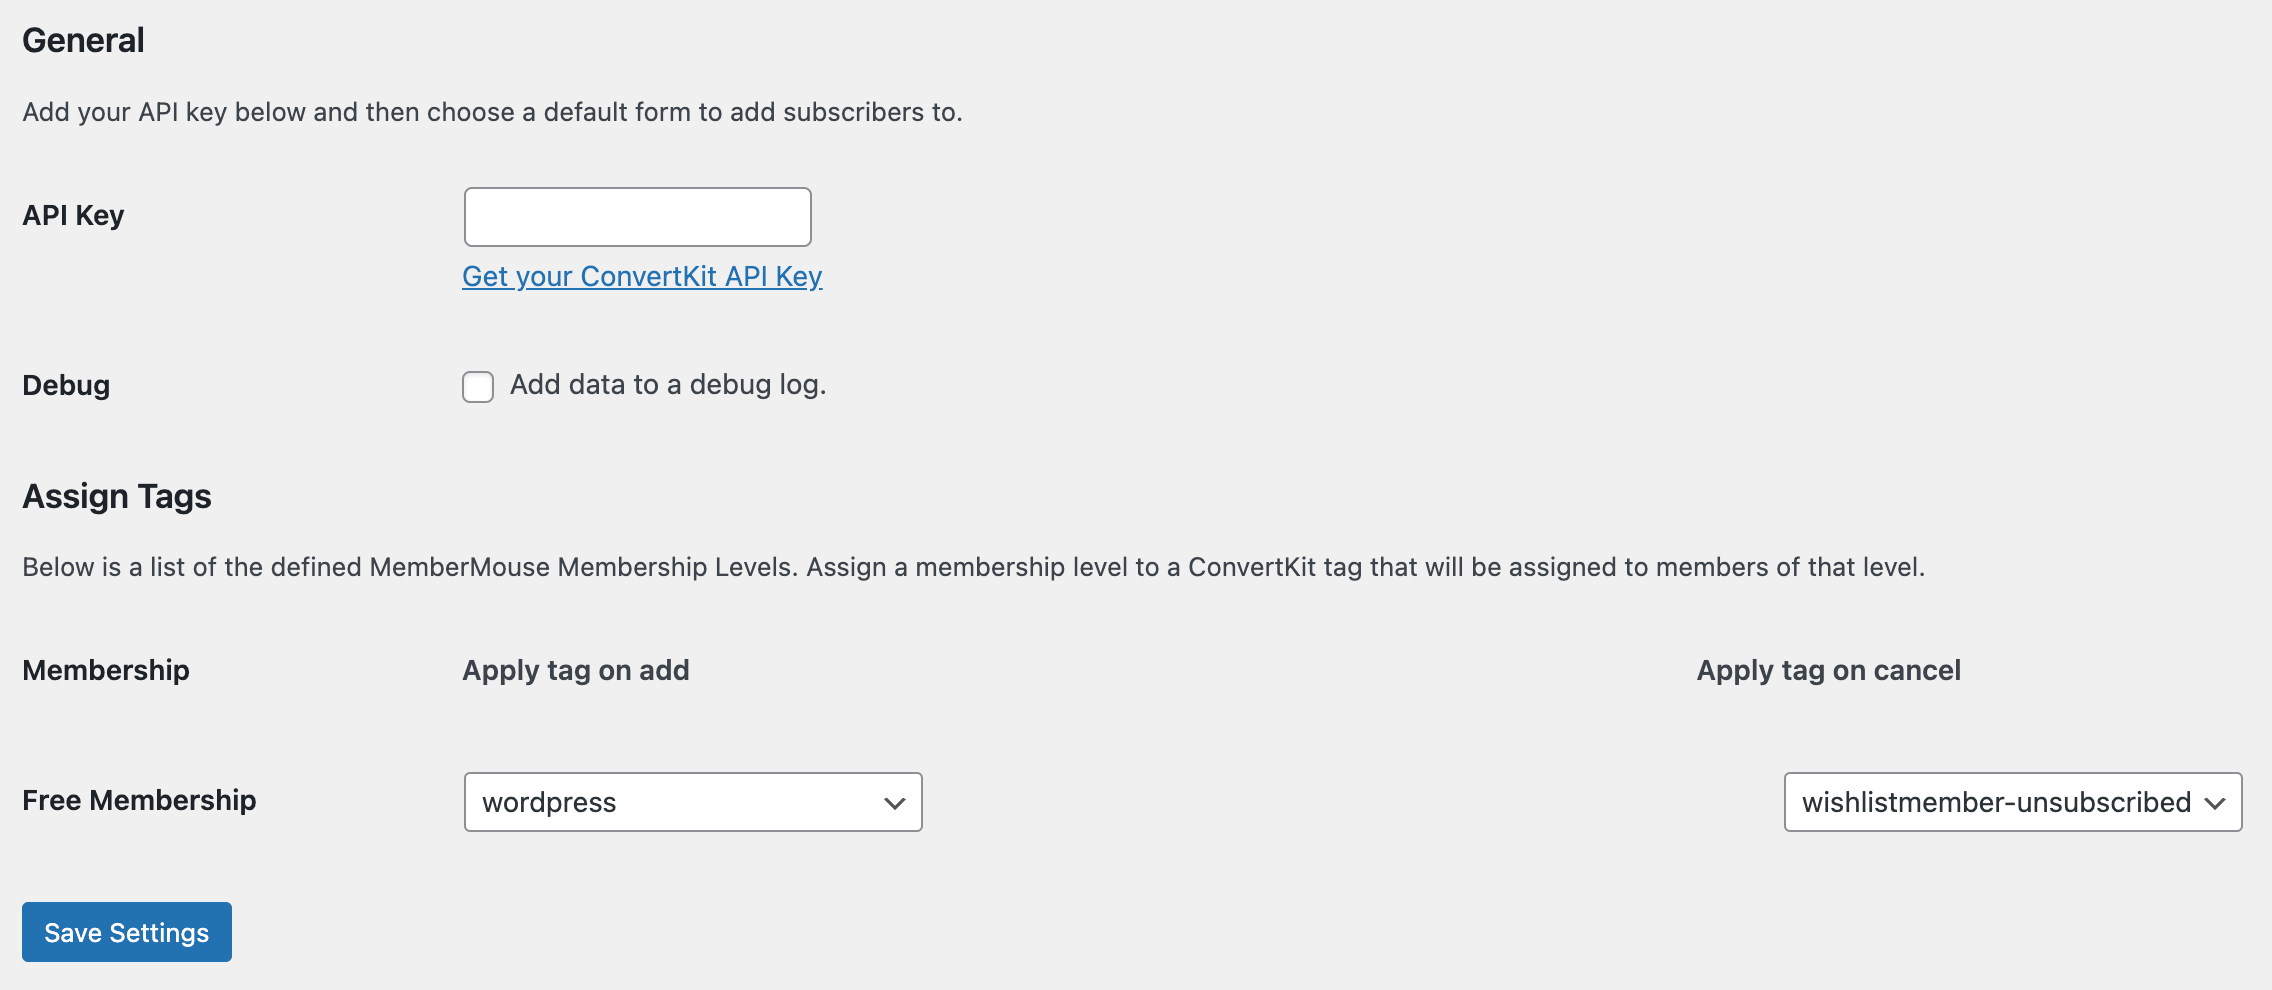 General
Add your API key below and then choose a default form to add subscribers to.
API Key
Get your ConvertKit API Key
Debug
Add data to a debug log.
Assign Tags
Below is a list of the defined MemberMouse Membership Levels. Assign a membership level to a ConvertKit tag that will be assigned to members of that level.
Membership
Apply tag on add
Apply tag on cancel
Free Membership
wordpress
wishlistmember-unsubscribed
Save Settings